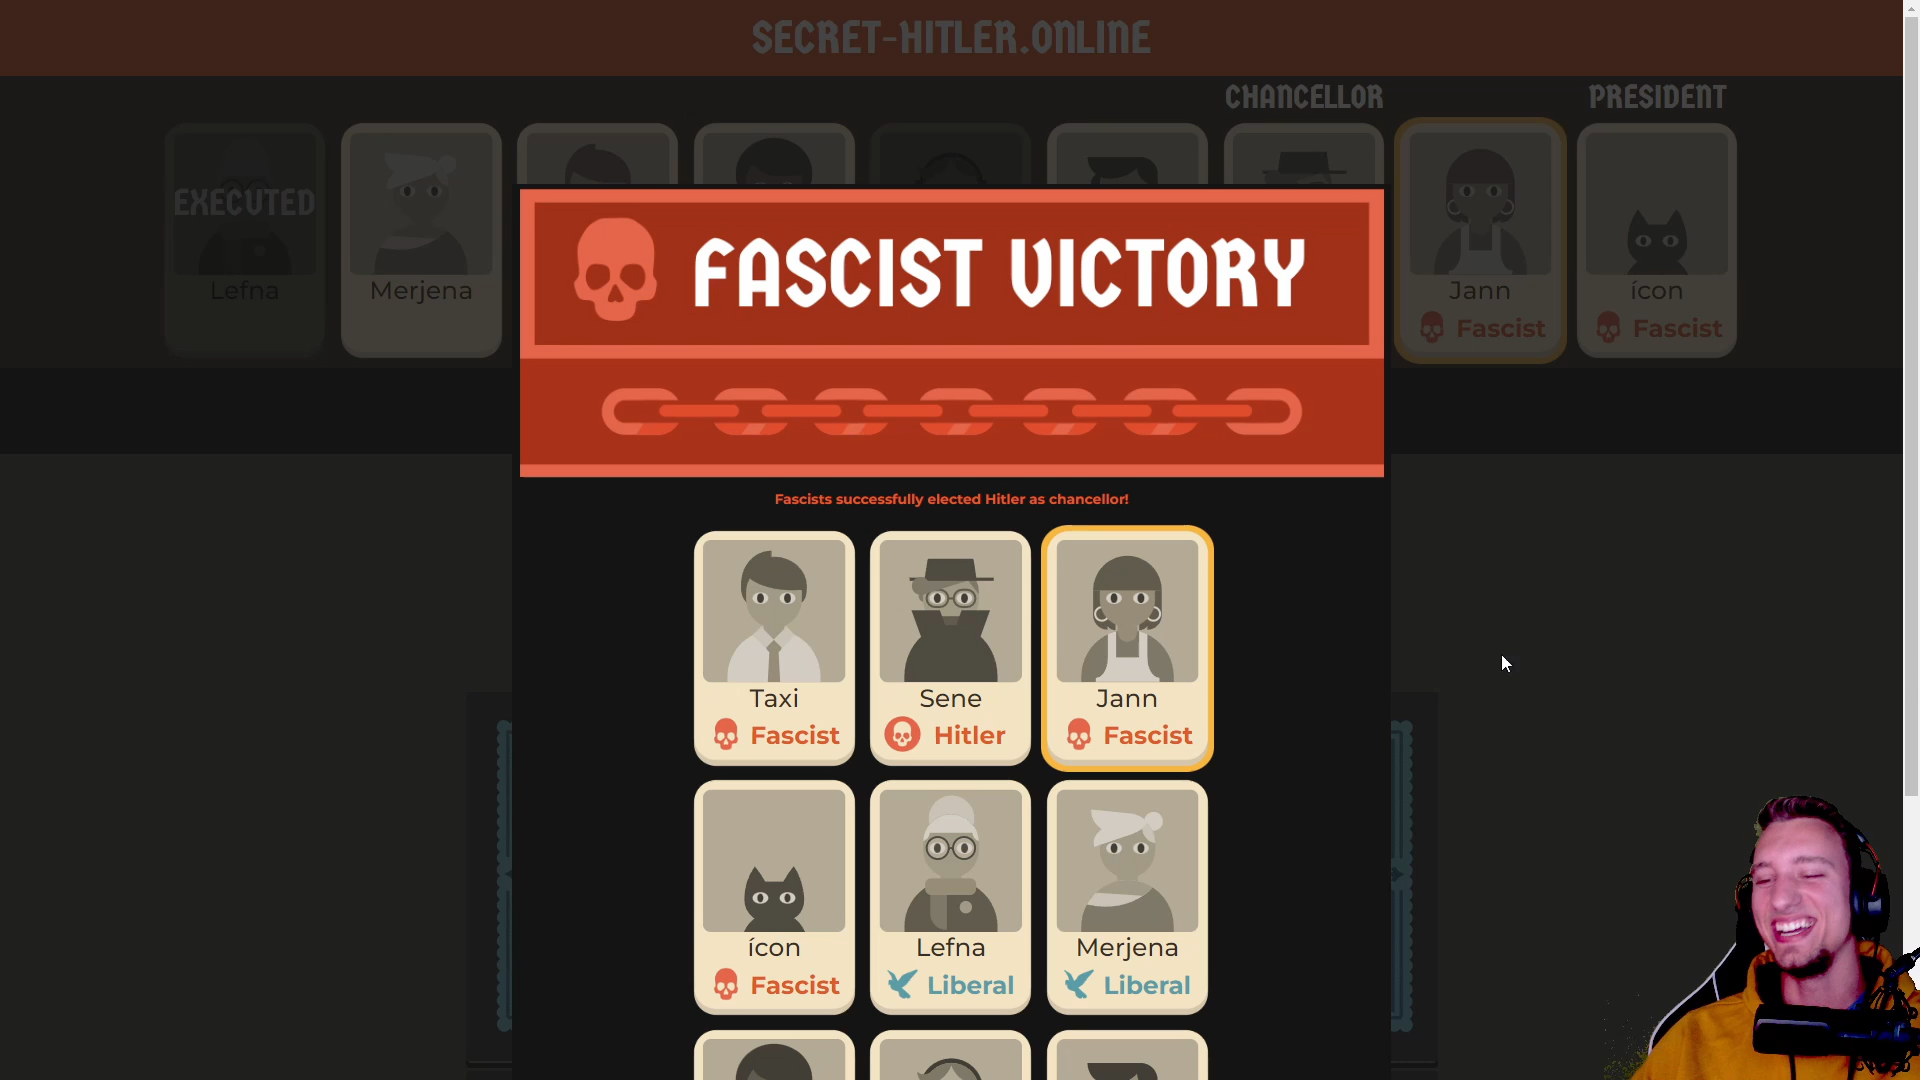 SECRET-HITLER.ONLINE
CHANCELLOR
PRESIDENT
EXECUTED
Lefna
Merjena
Jann
ícon
Fascist
Fascist
FASCIST VICTORY
Fascists successfully elected Hitler as chancellor!
Taxi
Sene
Jann
Fascist
Hitler
Fascist
ícon
Lefna
Merjena
Fascist
Liberal
Liberal